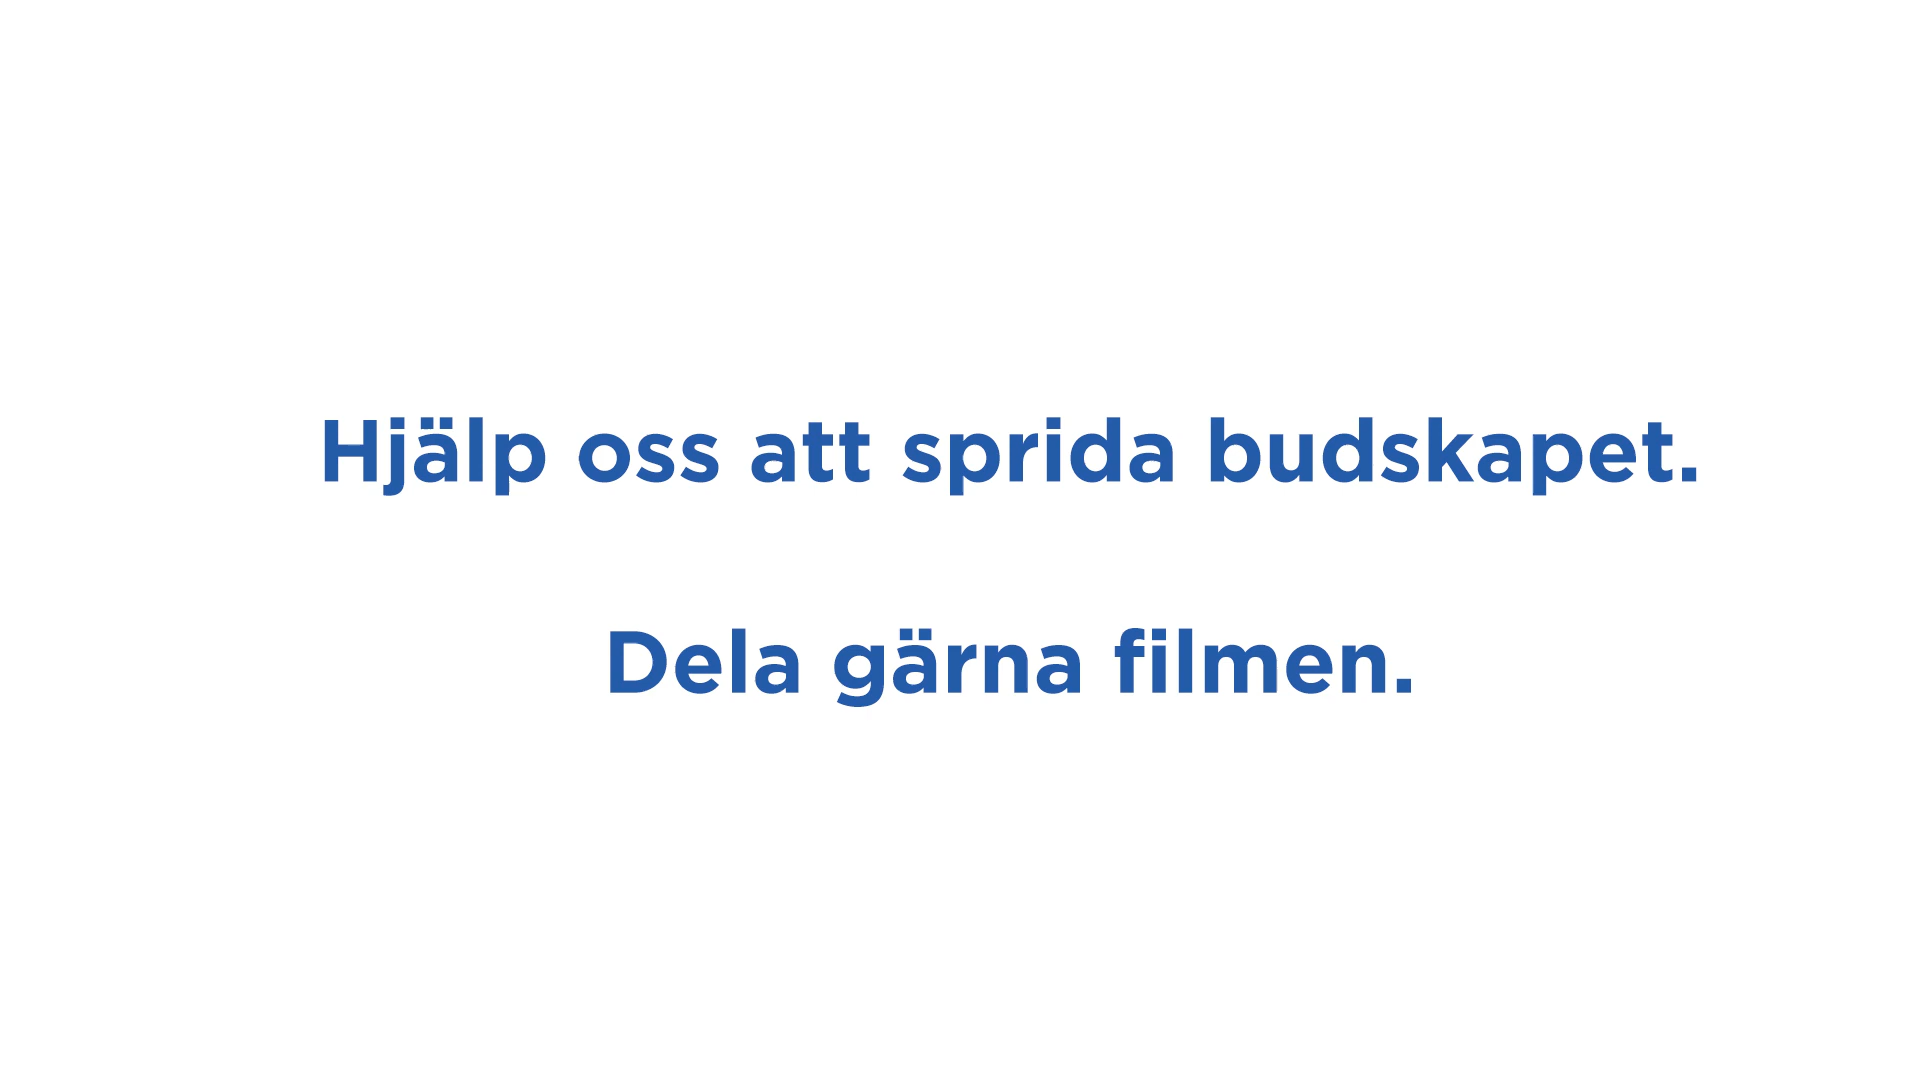 Hjälp oss att sprida budskapet.
Dela gärna filmen.